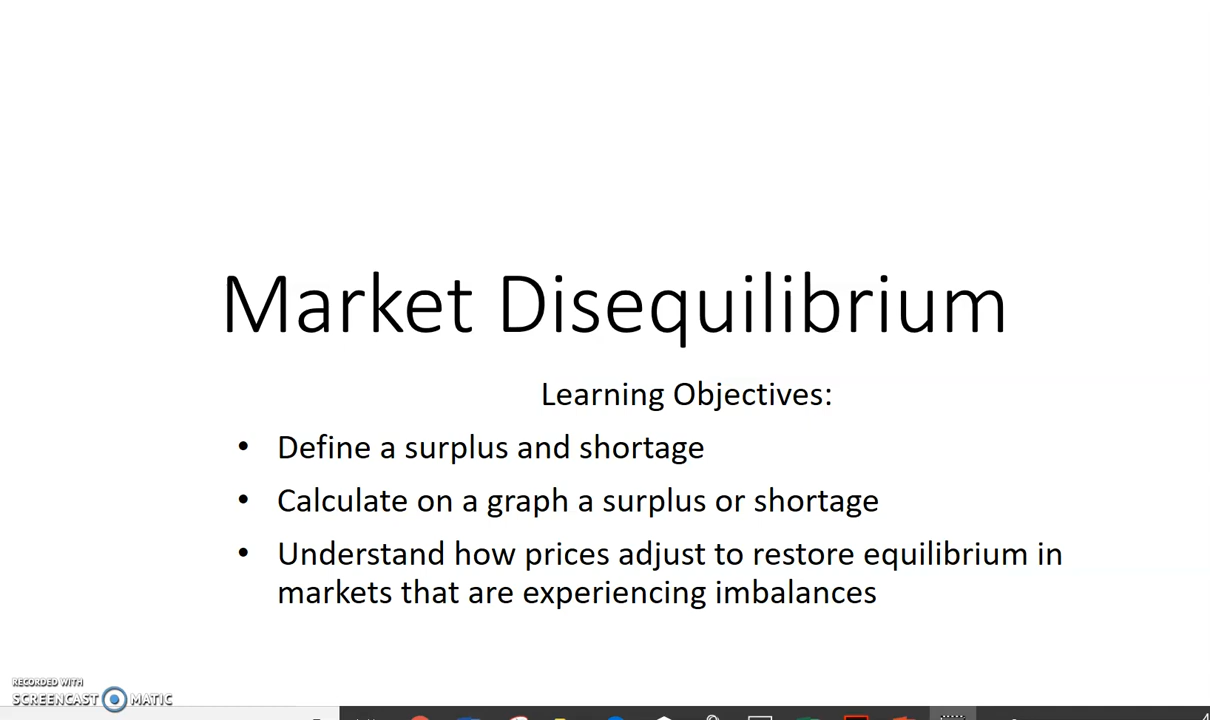 Market Disequilibrium
Learning Objectives:
• Define a surplus and shortage
• Calculate on a graph a surplus or shortage
• Understand how prices adjust to restore equilibrium in
markets that are experiencing imbalances
RECORDED WITH
SCREENCAST MATIC